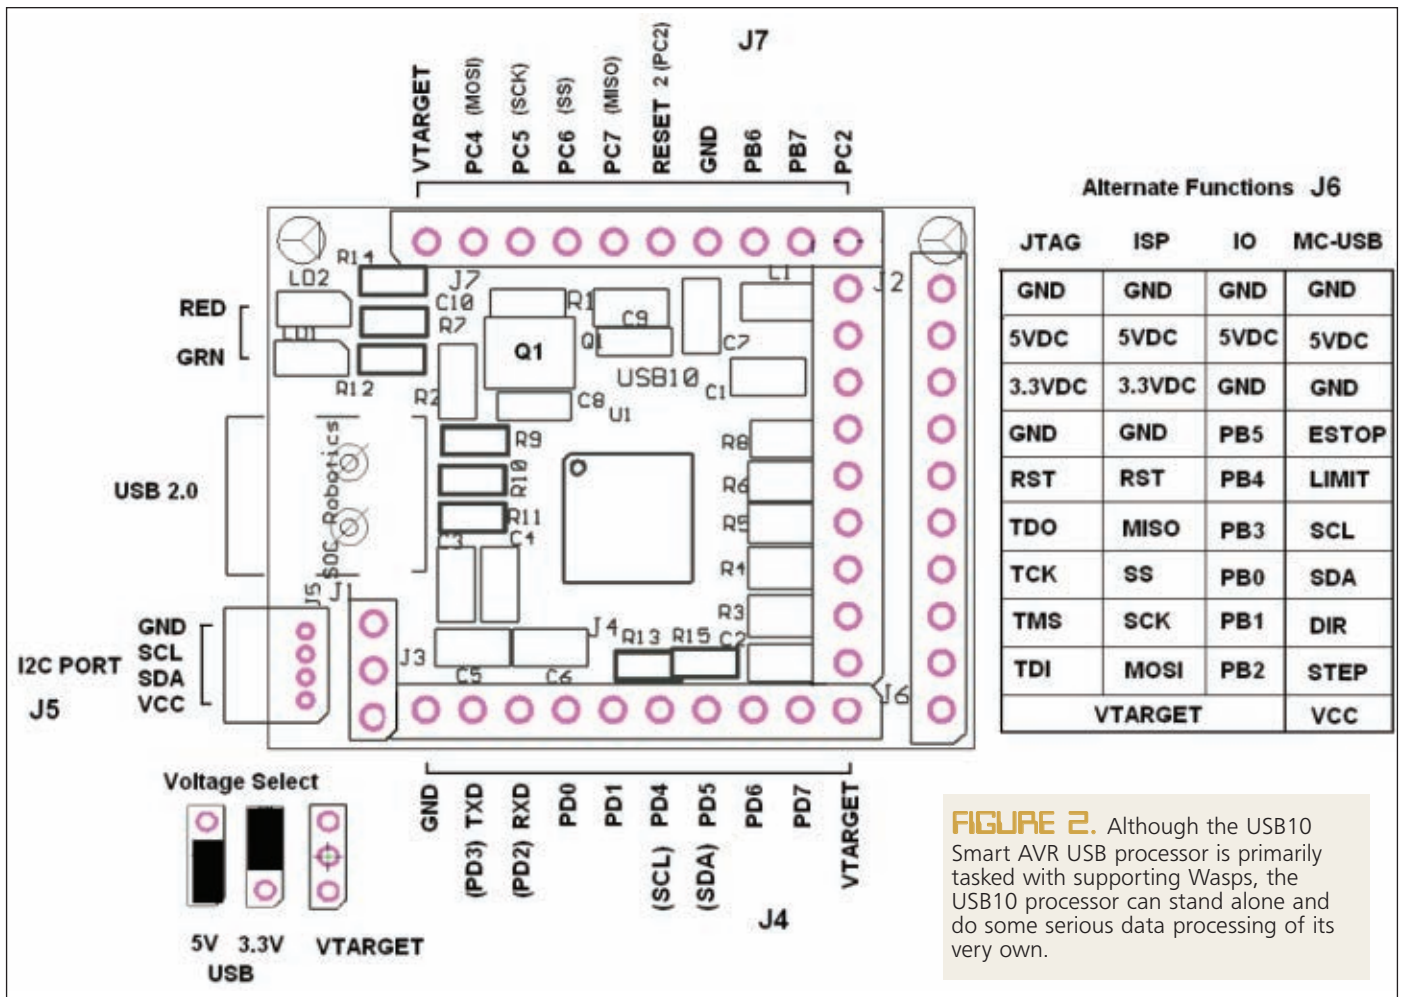 J7
VTARGET
PC4 (MOSI)
PC5 (SCK)
PC6 (SS)
PC7 (MISO)
RESET 2 (PC2)
GND
PB6
PB7
PC2
Alternate Functions J6
JTAG ISP IO MC-USB
GND GND GND GND
5VDC 5VDC 5VDC 5VDC
3.3VDC 3.3VDC GND GND
GND GND PB5 ESTOP
RST RST PB4 LIMIT
TDO MISO PB3 SCL
TCK SS PB0 SDA
TMS SCK PB1 DIR
TDI MOSI PB2 STEP
VTARGET VCC
R14
LD2
J7
C10
R1
L1
J2
RED
R7
C9
LD1
Q1
Q1
C7
GRN
R12
R2
USB10
C1
C8
U1
R9
R8
USB 2.0
SOC Robotics
R10
R6
R11
R5
C3
C4
R4
J5
J1
R3
GND
SCL
SDA
VCC
I2C PORT
J5
J3
J4
R13
R15
C2
C5
C6
J6
Voltage Select
5V 3.3V VTARGET
USB
GND
(PD3) TXD
(PD2) RXD
PD0
PD1
(SCL) PD4
(SDA) PD5
PD6
PD7
VTARGET
J4
FIGURE 2. Although the USB10
Smart AVR USB processor is primarily
tasked with supporting Wasps, the
USB10 processor can stand alone and
do some serious data processing of its
very own.